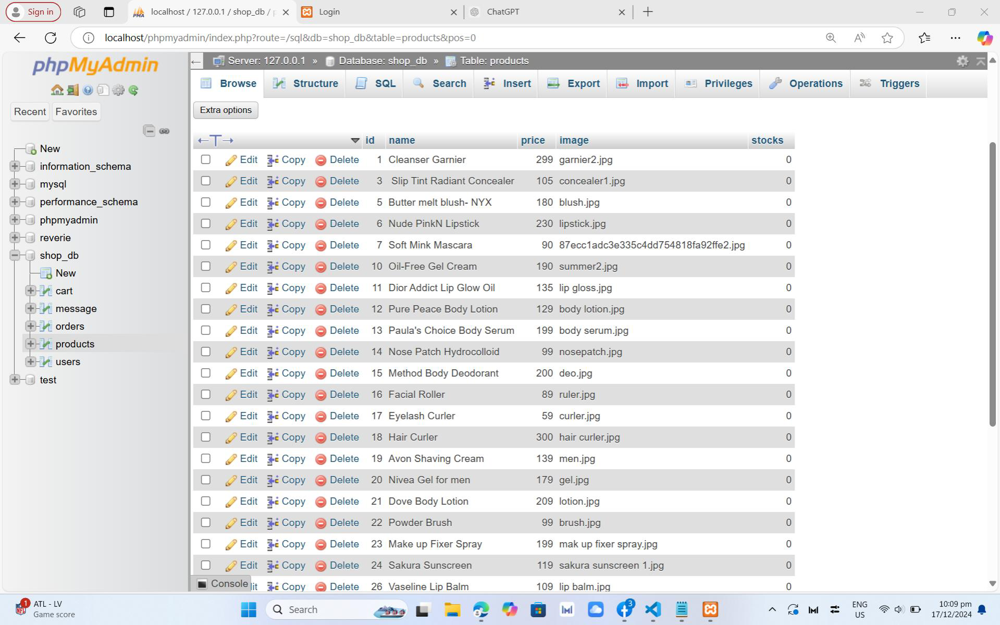 Sign in
localhost / 127.0.0.1 / shop_db / p
Login
ChatGPT
localhost/phpmyadmin/index.php?route=/sql&db=shop_db&table=products&pos=0
phpMyAdmin
Recent Favorites
New
information_schema
mysql
performance_schema
phpmyadmin
reverie
shop_db
New
cart
message
orders
products
users
test
Server: 127.0.0.1 » Database: shop_db » Table: products
Browse Structure SQL Search Insert Export Import Privileges Operations Triggers
Extra options
←T→ id name price image stocks
Edit Copy Delete 1 Cleanser Garnier 299 garnier2.jpg 0
Edit Copy Delete 3 Slip Tint Radiant Concealer 105 concealer1.jpg 0
Edit Copy Delete 5 Butter melt blush- NYX 180 blush.jpg 0
Edit Copy Delete 6 Nude PinkN Lipstick 230 lipstick.jpg 0
Edit Copy Delete 7 Soft Mink Mascara 90 87ecc1adc3e335c4dd754818fa92ffe2.jpg 0
Edit Copy Delete 10 Oil-Free Gel Cream 190 summer2.jpg 0
Edit Copy Delete 11 Dior Addict Lip Glow Oil 135 lip gloss.jpg 0
Edit Copy Delete 12 Pure Peace Body Lotion 129 body lotion.jpg 0
Edit Copy Delete 13 Paula's Choice Body Serum 199 body serum.jpg 0
Edit Copy Delete 14 Nose Patch Hydrocolloid 99 nosepatch.jpg 0
Edit Copy Delete 15 Method Body Deodorant 200 deo.jpg 0
Edit Copy Delete 16 Facial Roller 89 ruler.jpg 0
Edit Copy Delete 17 Eyelash Curler 59 curler.jpg 0
Edit Copy Delete 18 Hair Curler 300 hair curler.jpg 0
Edit Copy Delete 19 Avon Shaving Cream 139 men.jpg 0
Edit Copy Delete 20 Nivea Gel for men 179 gel.jpg 0
Edit Copy Delete 21 Dove Body Lotion 209 lotion.jpg 0
Edit Copy Delete 22 Powder Brush 99 brush.jpg 0
Edit Copy Delete 23 Make up Fixer Spray 199 mak up fixer spray.jpg 0
Edit Copy Delete 24 Sakura Sunscreen 119 sakura sunscreen 1.jpg 0
Console
Copy Delete 26 Vaseline Lip Balm 109 lip balm.jpg 0
1
NFL
ATL - LV
Game score
Search
3
ENG
US
10:09 pm
17/12/2024